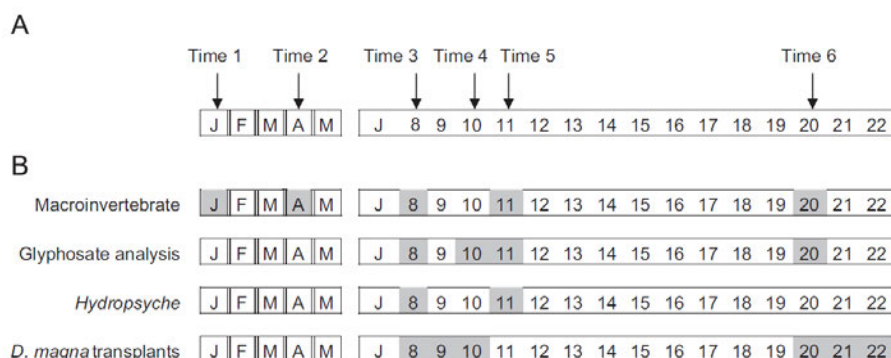 A
Time 1 Time 2 Time 3 Time 4 Time 5 Time 6
J F M A M J 8 9 10 11 12 13 14 15 16 17 18 19 20 21 22
B
Macroinvertebrate J F M A M J 8 9 10 11 12 13 14 15 16 17 18 19 20 21 22
Glyphosate analysis J F M A M J 8 9 10 11 12 13 14 15 16 17 18 19 20 21 22
Hydropsyche J F M A M J 8 9 10 11 12 13 14 15 16 17 18 19 20 21 22
D. magna transplants J F M A M J 8 9 10 11 12 13 14 15 16 17 18 19 20 21 22